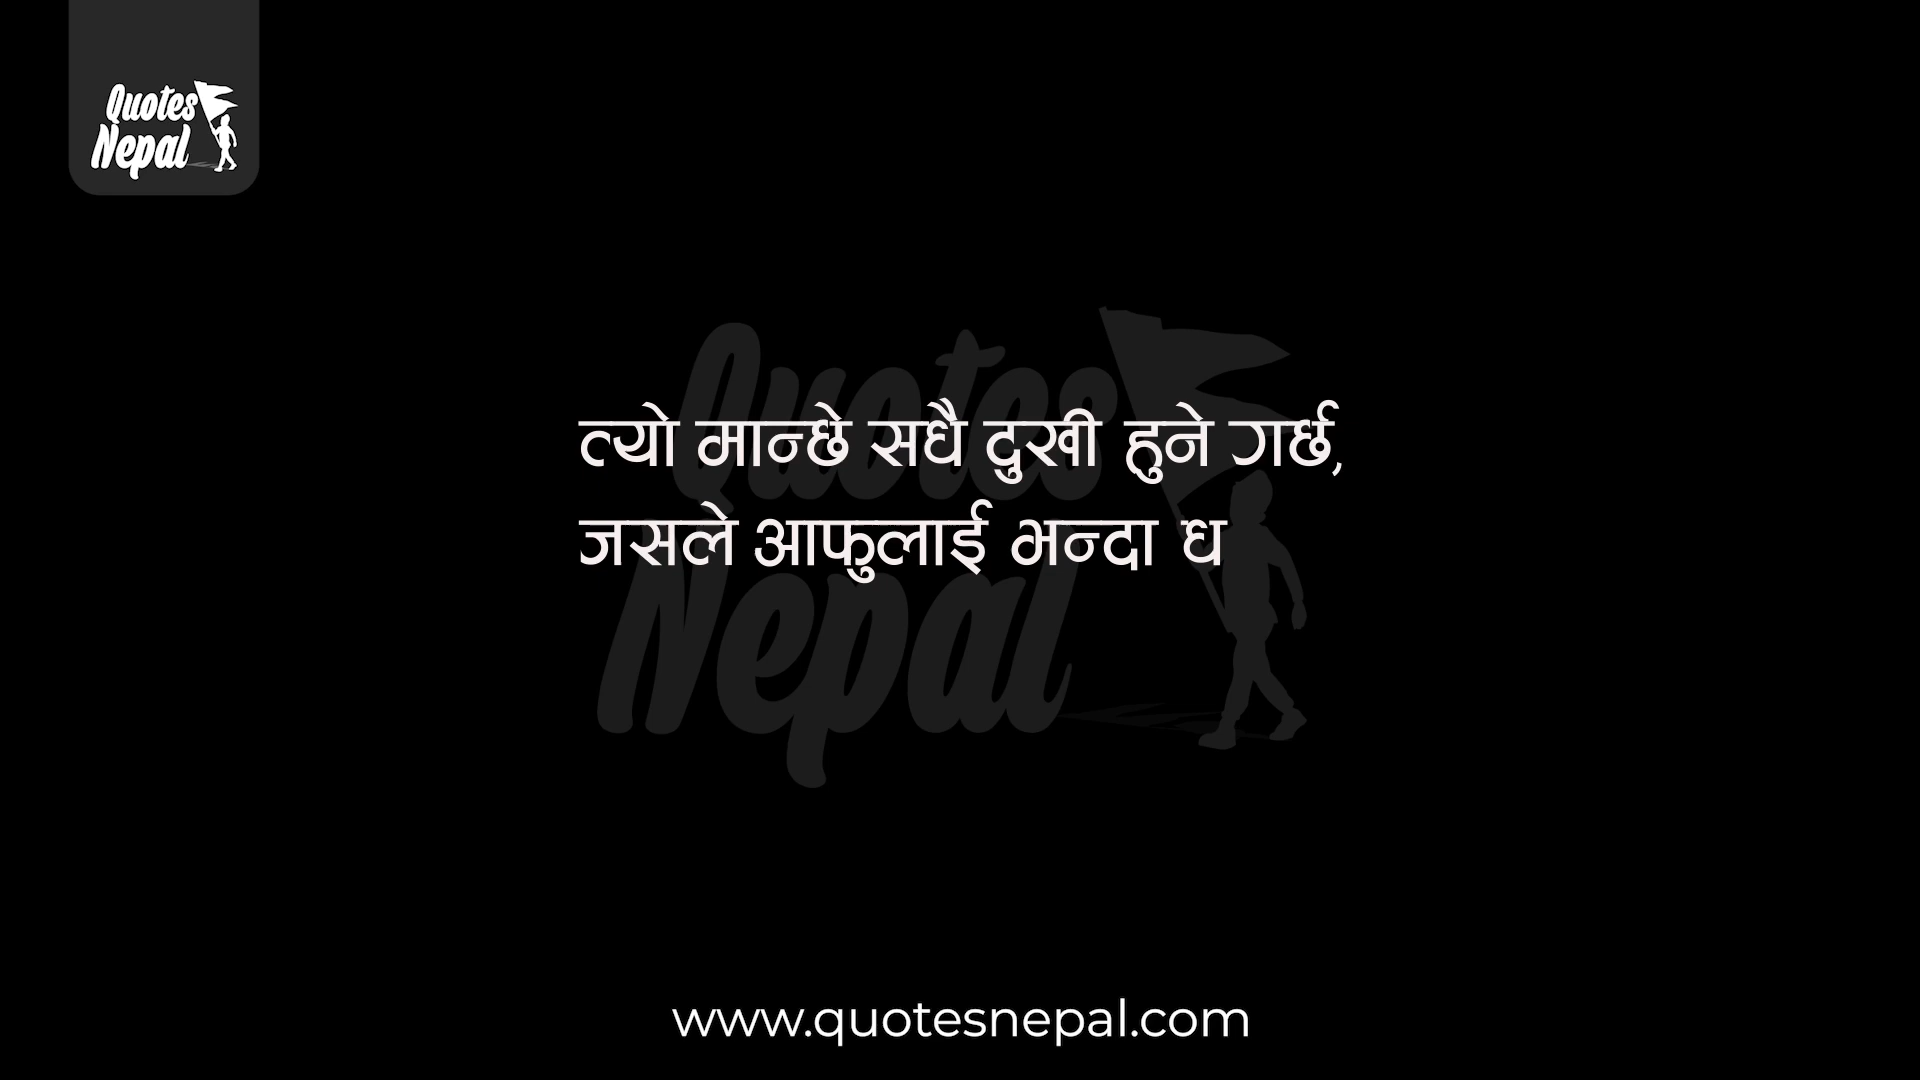 Quotes
Nepal
त्यो मान्छे सधै दुखी हुने गर्छ,
जसले आफुलाई भन्दा ध
www.quotesnepal.com